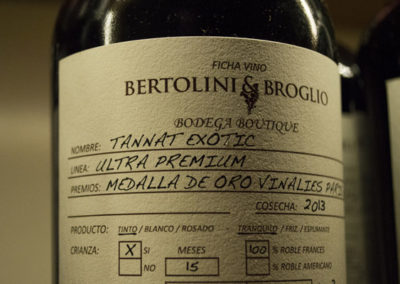 FICHA VINO
BERTOLINI & BROGLIO
BODEGA BOUTIQUE
NOMBRE: TANNAT EXOTIC
LINEA: ULTRA PREMIUM
PREMIOS: MEDALLA DE ORO VINALIES
COSECHA: 2013
PRODUCTO: TINTO / BLANCO / ROSADO TRANQUILO / FRIZ. / ESPUMANTE
CRIANZA: X SI MESES 100 % ROBLE FRANCES
NO 15 % ROBLE AMERICANO